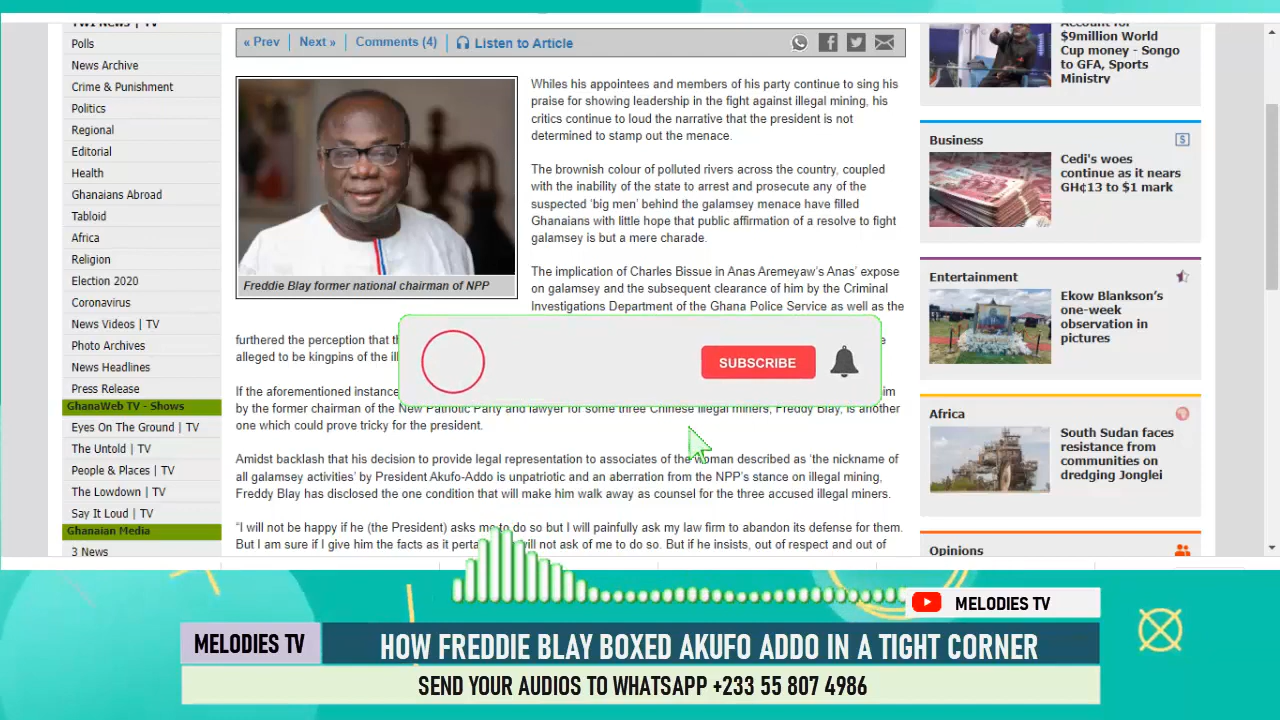 TWI News | TV
Polls
News Archive
Crime & Punishment
Politics
Regional
Editorial
Health
Ghanaians Abroad
Tabloid
Africa
Religion
Election 2020
Coronavirus
News Videos | TV
Photo Archives
News Headlines
Press Release
GhanaWeb TV - Shows
Eyes On The Ground | TV
The Untold | TV
People & Places | TV
The Lowdown | TV
Say It Loud | TV
Ghanaian Media
3 News
« Prev
Next »
Comments (4)
Listen to Article
Freddie Blay former national chairman of NPP
Whiles his appointees and members of his party continue to sing his
praise for showing leadership in the fight against illegal mining, his
critics continue to loud the narrative that the president is not
determined to stamp out the menace.
The brownish colour of polluted rivers across the country, coupled
with the inability of the state to arrest and prosecute any of the
suspected ‘big men’ behind the galamsey menace have filled
Ghanaians with little hope that public affirmation of a resolve to fight
galamsey is but a mere charade.
The implication of Charles Bissue in Anas Aremeyaw’s Anas’ expose
on galamsey and the subsequent clearance of him by the Criminal
Investigations Department of the Ghana Police Service as well as the
furthered the perception that
alleged to be kingpins of the
If the aforementioned
by the former chairman of the New Patriotic Party and lawyer for some three Chinese illegal miners, Freddy Blay, is another
one which could prove tricky for the president.
Amidst backlash that his decision to provide legal representation to associates of the woman described as ‘the nickname of
all galamsey activities’ by President Akufo-Addo is unpatriotic and an aberration from the NPP’s stance on illegal mining,
Freddy Blay has disclosed the one condition that will make him walk away as counsel for the three accused illegal miners.
“I will not be happy if he (the President) asks me to do so but I will painfully ask my law firm to abandon its defense for them.
But I am sure if I give him the facts as it will not ask of me to do so. But if he insists, out of respect and out of
SUBSCRIBE
Account for
$9million World
Cup money - Songo
to GFA, Sports
Ministry
Business
Cedi's woes
continue as it nears
GH¢13 to $1 mark
Entertainment
Ekow Blankson’s
one-week
observation in
pictures
Africa
South Sudan faces
resistance from
communities on
dredging Jonglei
Opinions
MELODIES TV
MELODIES TV
HOW FREDDIE BLAY BOXED AKUFO ADDO IN A TIGHT CORNER
SEND YOUR AUDIOS TO WHATSAPP +233 55 807 4986